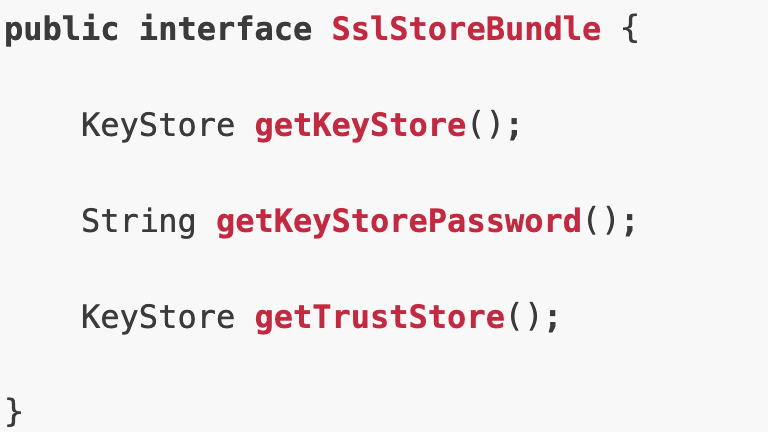 public interface SslStoreBundle {
KeyStore getKeyStore();
String getKeyStorePassword();
KeyStore getTrustStore();
}